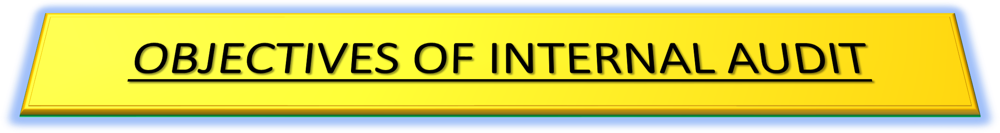 OBJECTIVES OF INTERNAL AUDIT